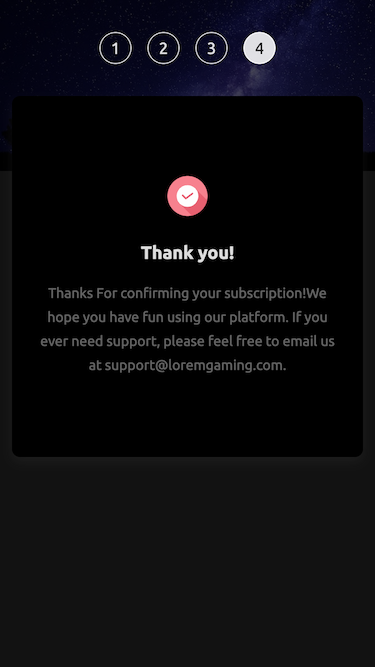 1 2 3 4
Thank you!
Thanks For confirming your subscription!We
hope you have fun using our platform. If you
ever need support, please feel free to email us
at support@loremgaming.com.